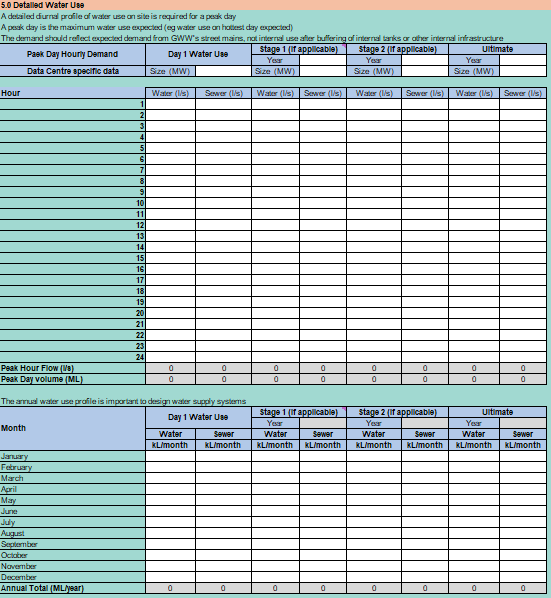 5.0 Detailed Water Use
A detailed diurnal profile of water use on site is required for a peak day
A peak day is the maximum water use expected (eg water use on hottest day expected)
The demand should reflect expected demand from GWW's street mains, not internal use after buffering of internal tanks or other internal infrastructure
Peak Day Hourly Demand Day 1 Water Use Stage 1 (if applicable) Stage 2 (if applicable) Ultimate
Year Year Year
Data Centre specific data Size (MW) Size (MW) Size (MW) Size (MW)
Hour Water (l/s) Sewer (l/s) Water (l/s) Sewer (l/s) Water (l/s) Sewer (l/s) Water (l/s) Sewer (l/s)
1
2
3
4
5
6
7
8
9
10
11
12
13
14
15
16
17
18
19
20
21
22
23
24
Peak Hour Flow (l/s) 0 0 0 0 0 0 0 0
Peak Day volume (ML) 0 0 0 0 0 0 0 0
The annual water use profile is important to design water supply systems
Month Day 1 Water Use Stage 1 (if applicable) Stage 2 (if applicable) Ultimate
Year Year Year
Water Sewer Water Sewer Water Sewer Water Sewer
kL/month kL/month kL/month kL/month kL/month kL/month kL/month kL/month
January
February
March
April
May
June
July
August
September
October
November
December
Annual Total (ML/year) 0 0 0 0 0 0 0 0